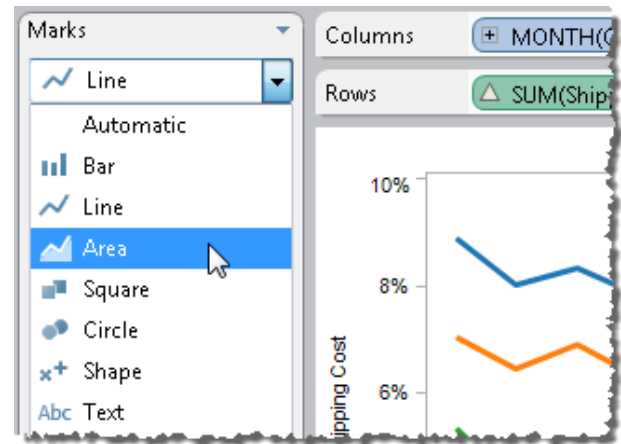 Marks
Line
Automatic
Bar
Line
Area
Square
Circle
Shape
Abc Text
Columns
MONTH(
Rows
SUM(Ship
10%
8%
6%
Cost